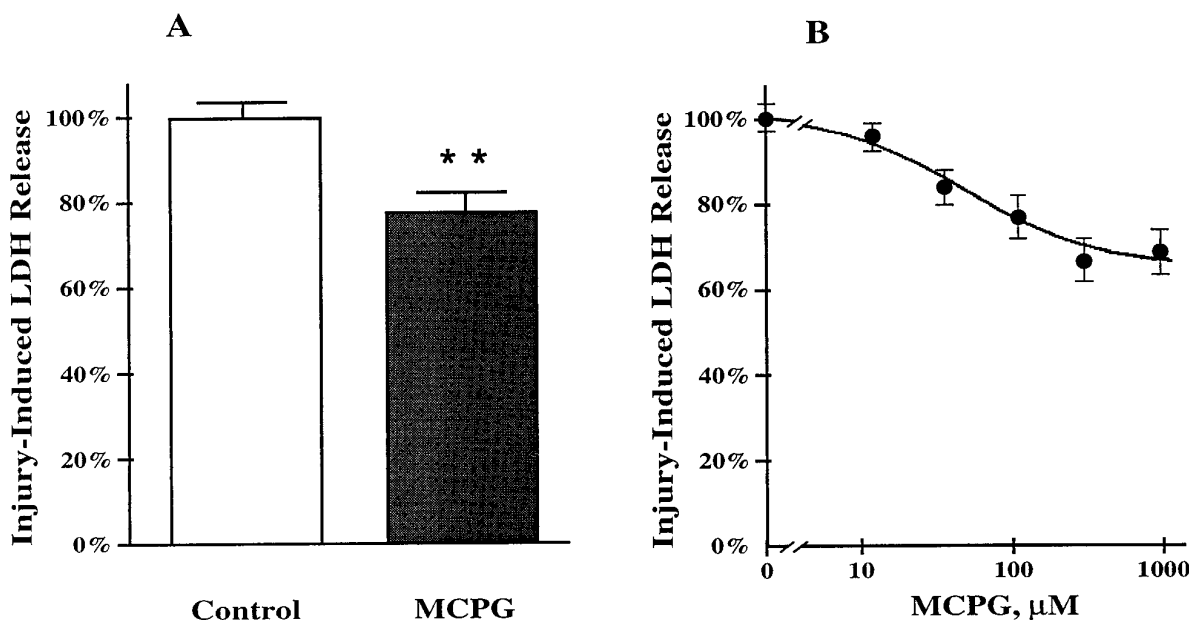 A
Injury-Induced LDH Release
100%
80%
60%
40%
20%
0%
* *
Control
MCPG
B
Injury-Induced LDH Release
100%
80%
60%
40%
20%
0%
0
10
100
1000
MCPG, μM